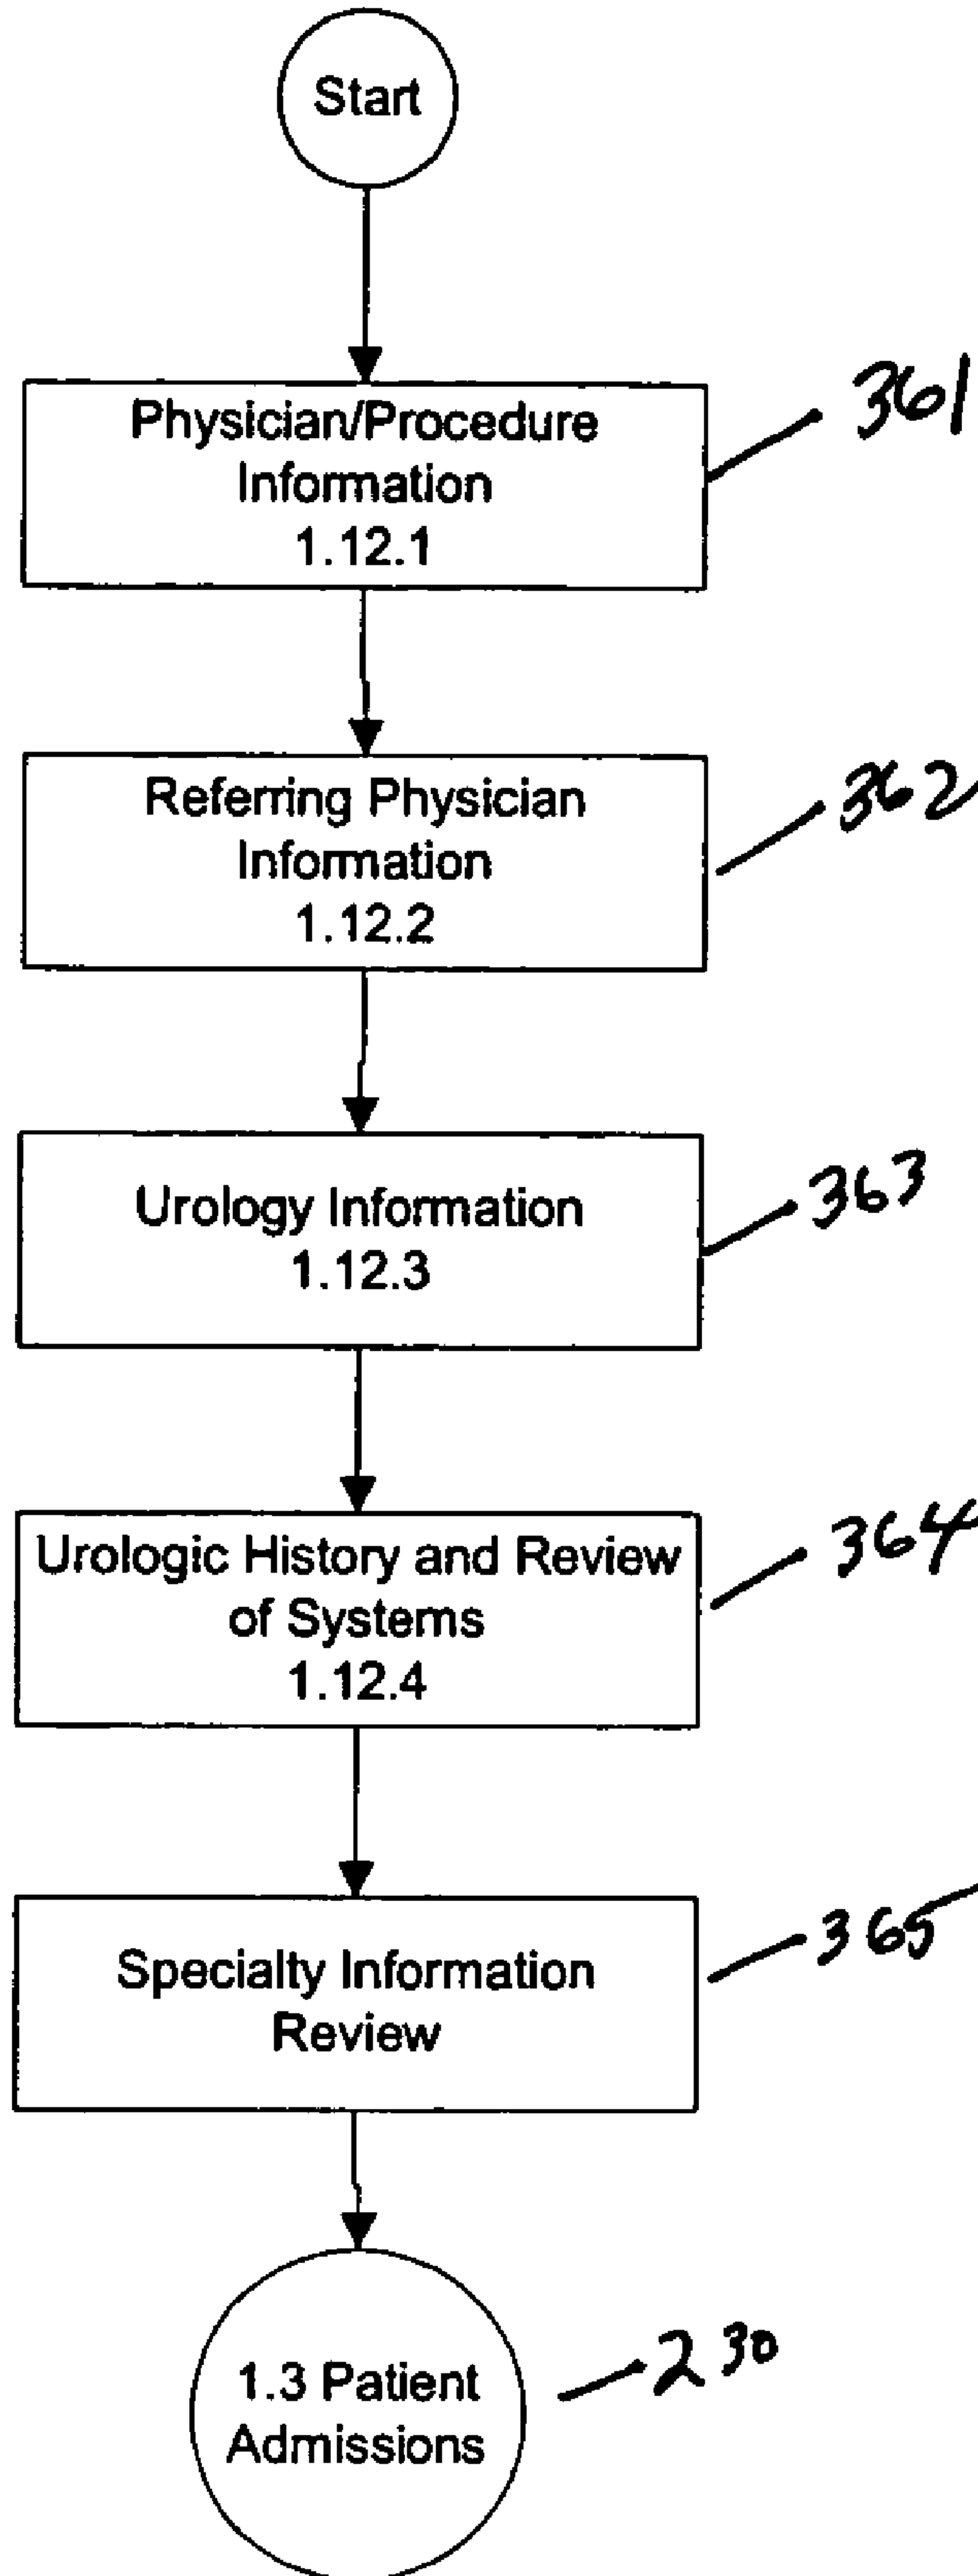 Start
Physician/Procedure
Information
1.12.1
361
Referring Physician
Information
1.12.2
362
Urology Information
1.12.3
363
Urologic History and Review
of Systems
1.12.4
364
Specialty Information
Review
365
1.3 Patient
Admissions
230